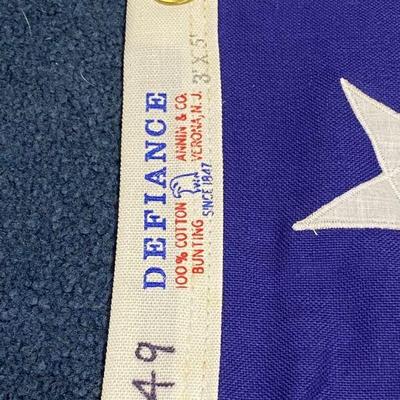 DEFIANCE
100% COTTON ANNIN & CO.
BUNTING VERONA, N. J.
SINCE 1847
3' X 5'
49